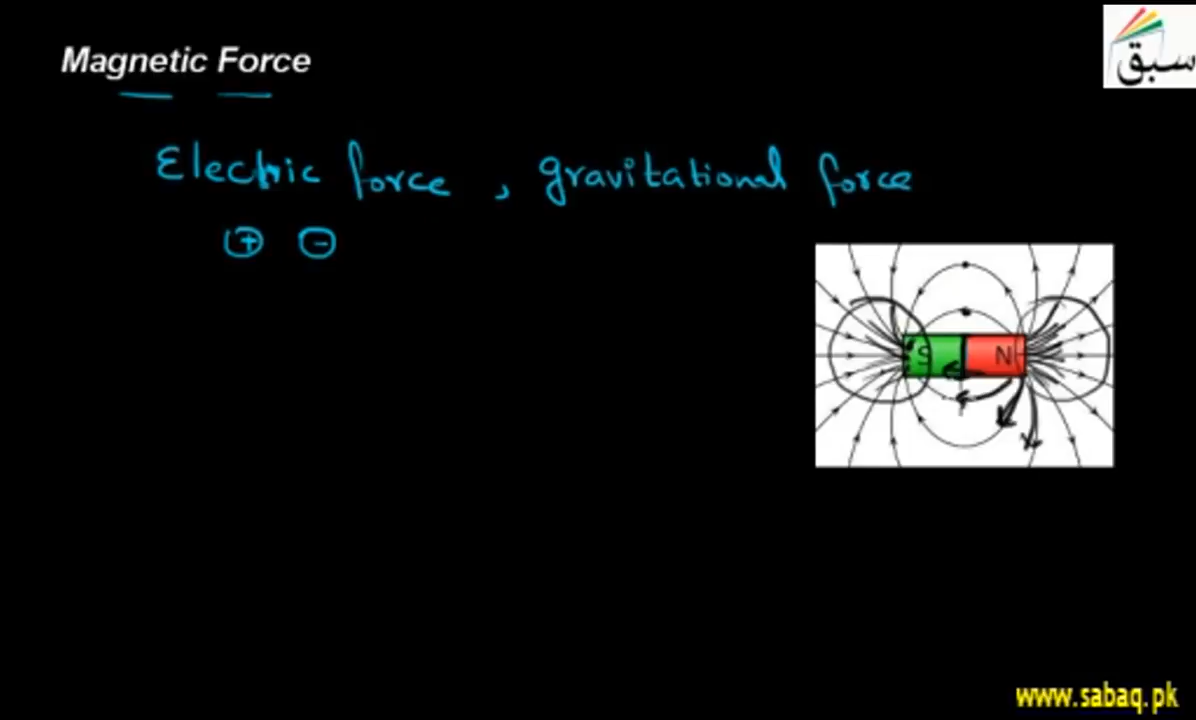 Magnetic Force
سبق
Electric force , gravitational force
+ -
S N
www.sabaq.pk